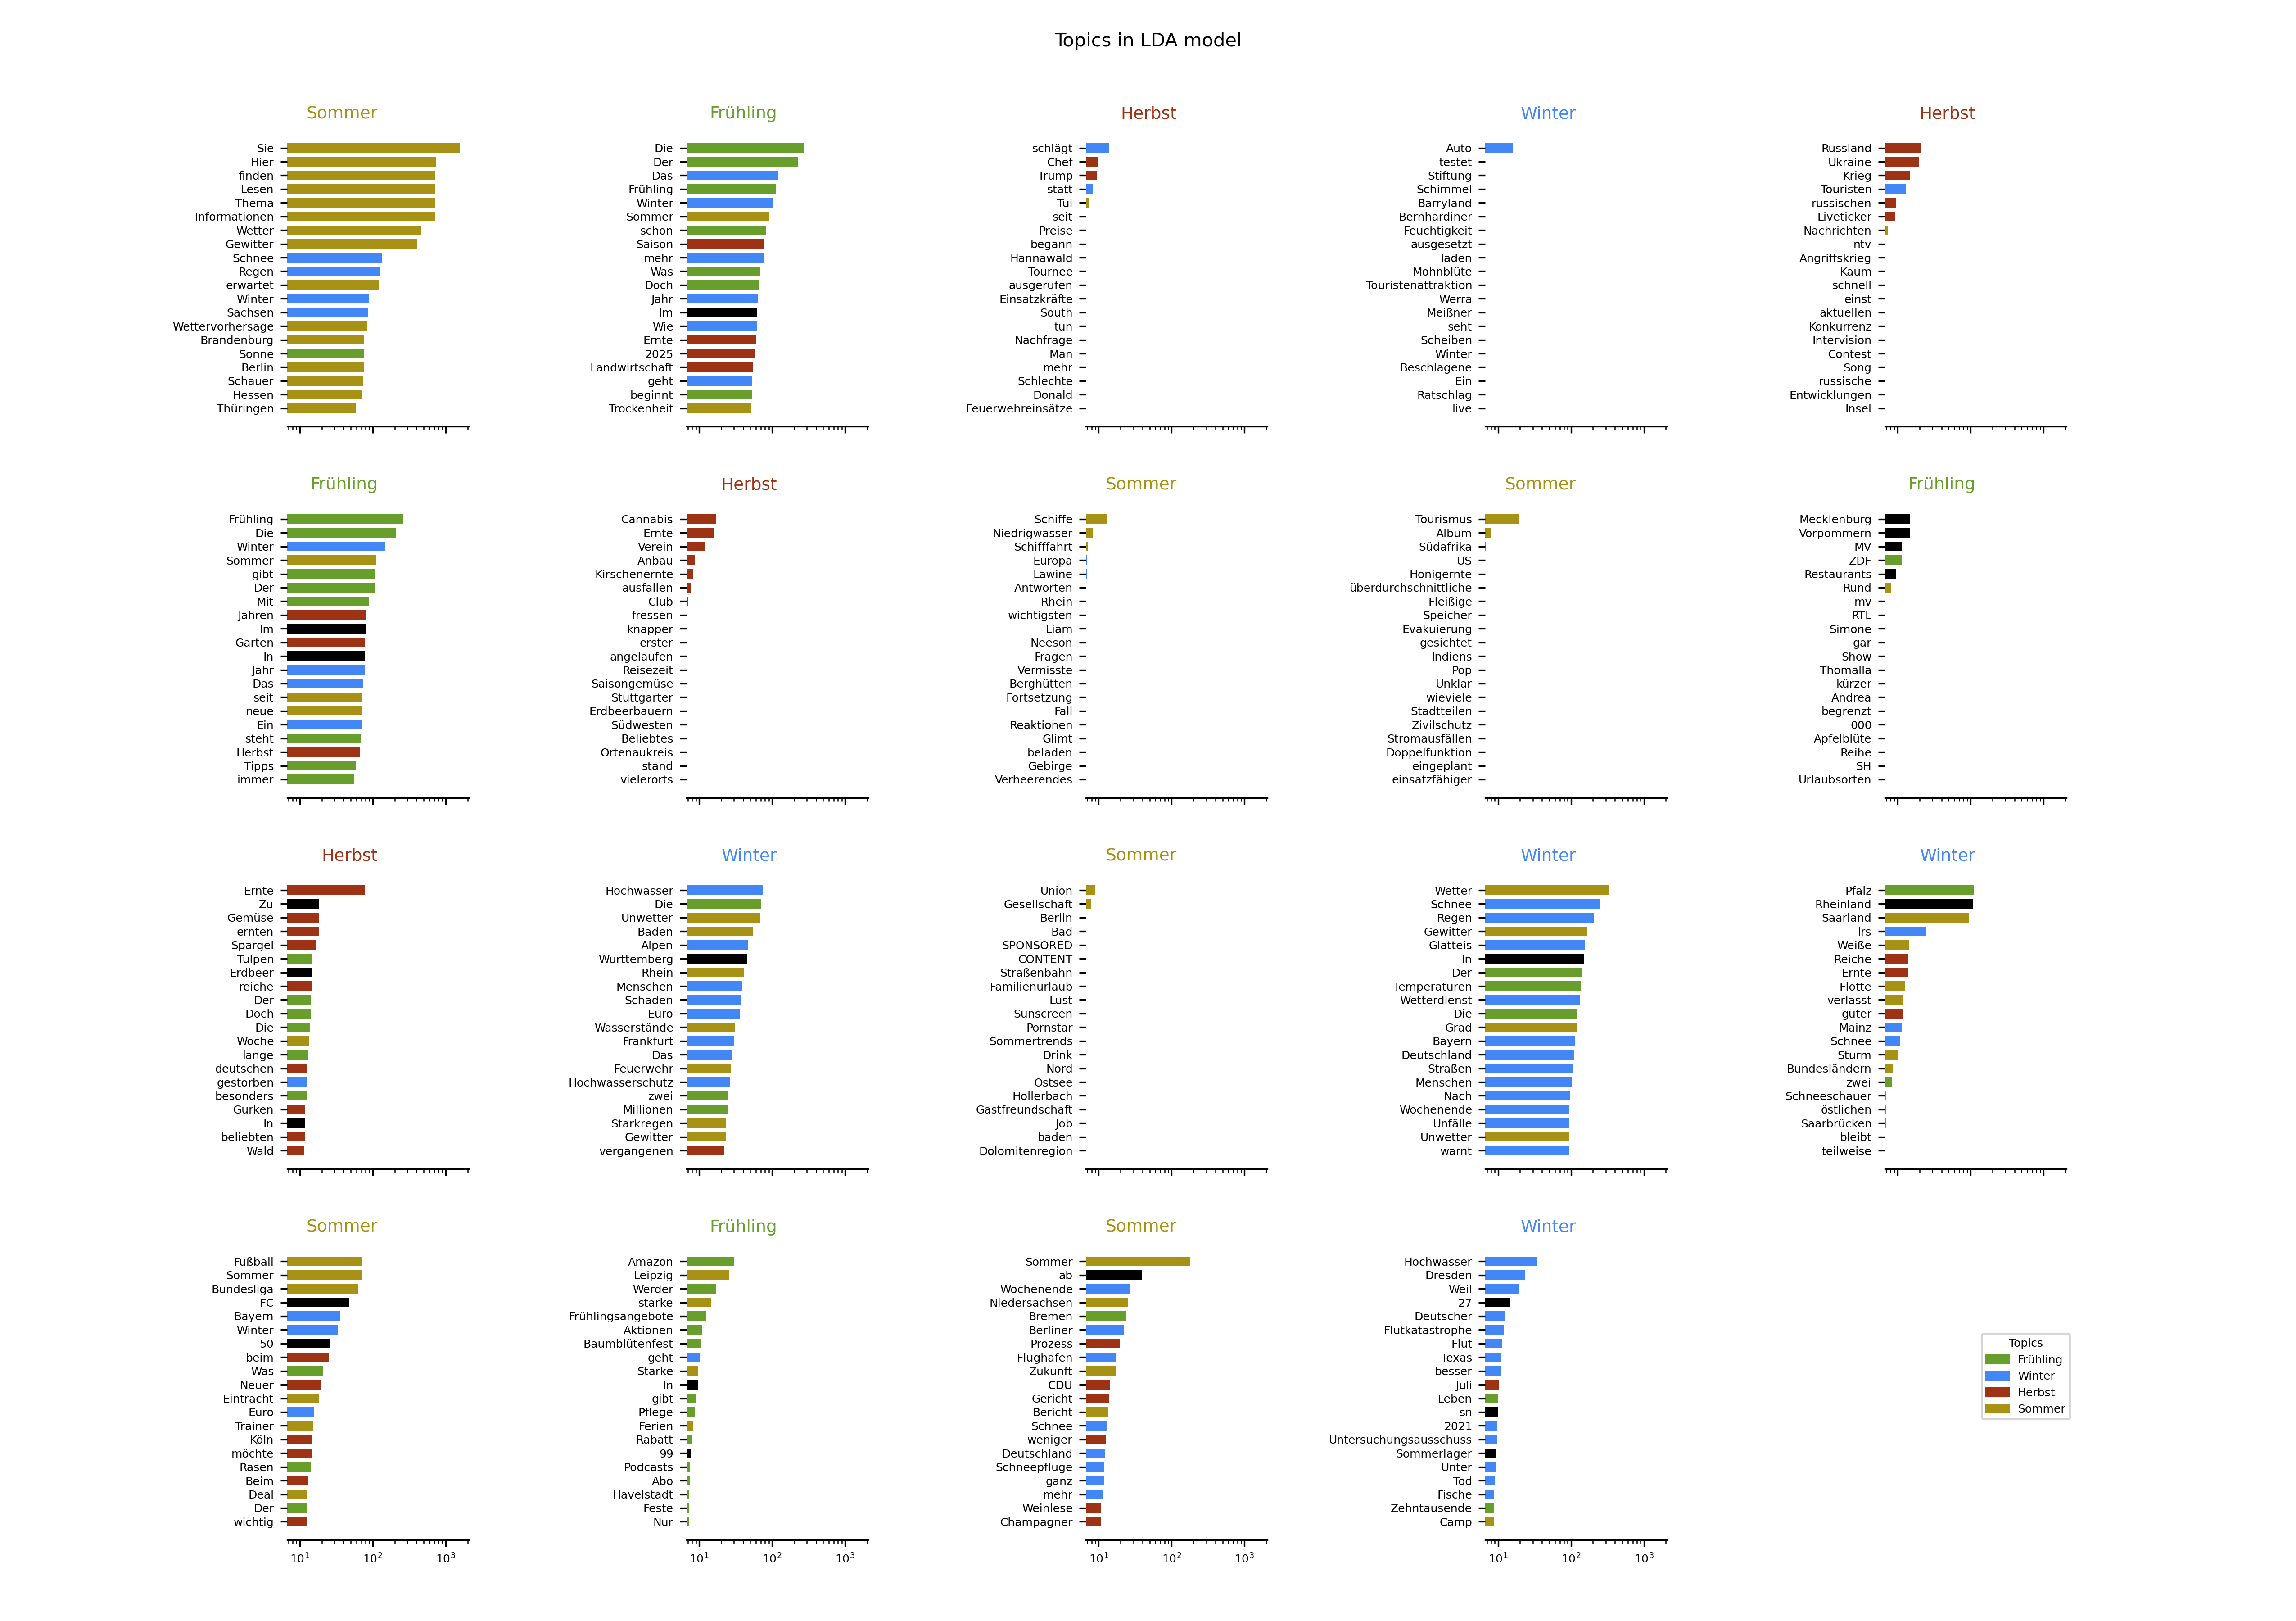 Topics in LDA model
Sommer
Sie
Hier
finden
Lesen
Thema
Informationen
Wetter
Gewitter
Schnee
Regen
erwartet
Winter
Sachsen
Wettervorhersage
Brandenburg
Sonne
Berlin
Schauer
Hessen
Thüringen
Frühling
Die
Der
Das
Frühling
Winter
Sommer
schon
Saison
mehr
Was
Doch
Jahr
Im
Wie
Ernte
2025
Landwirtschaft
geht
beginnt
Trockenheit
Herbst
schlägt
Chef
Trump
statt
Tui
seit
Preise
begann
Hannawald
Tournee
ausgerufen
Einsatzkräfte
South
tun
Nachfrage
Man
mehr
Schlechte
Donald
Feuerwehreinsätze
Winter
Auto
testet
Stiftung
Schimmel
Barryland
Bernhardiner
Feuchtigkeit
ausgesetzt
laden
Mohnblüte
Touristenattraktion
Werra
Meißner
seht
Scheiben
Winter
Beschlagene
Ein
Ratschlag
live
Herbst
Russland
Ukraine
Krieg
Touristen
russischen
Liveticker
Nachrichten
ntv
Angriffskrieg
Kaum
schnell
einst
aktuellen
Konkurrenz
Intervision
Contest
Song
russische
Entwicklungen
Insel
Frühling
Frühling
Die
Winter
Sommer
gibt
Der
Mit
Jahren
Im
Garten
In
Jahr
Das
seit
neue
Ein
steht
Herbst
Tipps
immer
Herbst
Cannabis
Ernte
Verein
Anbau
Kirschenernte
ausfallen
Club
fressen
knapper
erster
angelaufen
Reisezeit
Saisongemüse
Stuttgarter
Erdbeerbauern
Südwesten
Beliebtes
Ortenaukreis
stand
vielerorts
Sommer
Schiffe
Niedrigwasser
Schifffahrt
Europa
Lawine
Antworten
Rhein
wichtigsten
Liam
Neeson
Fragen
Vermisste
Berghütten
Fortsetzung
Fall
Reaktionen
Glimt
beladen
Gebirge
Verheerendes
Sommer
Tourismus
Album
Südafrika
US
Honigernte
überdurchschnittliche
Fleißige
Speicher
Evakuierung
gesichtet
Indiens
Pop
Unklar
wieviele
Stadtteilen
Zivilschutz
Stromausfällen
Doppelfunktion
eingeplant
einsatzfähiger
Frühling
Mecklenburg
Vorpommern
MV
ZDF
Restaurants
Rund
mv
RTL
Simone
gar
Show
Thomalla
kürzer
Andrea
begrenzt
000
Apfelblüte
Reihe
SH
Urlaubsorten
Herbst
Ernte
Zu
Gemüse
ernten
Spargel
Tulpen
Erdbeer
reiche
Der
Doch
Die
Woche
lange
deutschen
gestorben
besonders
Gurken
In
beliebten
Wald
Winter
Hochwasser
Die
Unwetter
Baden
Alpen
Württemberg
Rhein
Menschen
Schäden
Euro
Wasserstände
Frankfurt
Das
Feuerwehr
Hochwasserschutz
zwei
Millionen
Starkregen
Gewitter
vergangenen
Sommer
Union
Gesellschaft
Berlin
Bad
SPONSORED
CONTENT
Straßenbahn
Familienurlaub
Lust
Sunscreen
Pornstar
Sommertrends
Drink
Nord
Ostsee
Hollerbach
Gastfreundschaft
Job
baden
Dolomitenregion
Winter
Wetter
Schnee
Regen
Gewitter
Glatteis
In
Der
Temperaturen
Wetterdienst
Die
Grad
Bayern
Deutschland
Straßen
Menschen
Nach
Wochenende
Unfälle
Unwetter
warnt
Winter
Pfalz
Rheinland
Saarland
Irs
Weiße
Reiche
Ernte
Flotte
verlässt
guter
Mainz
Schnee
Sturm
Bundesländern
zwei
Schneeschauer
östlichen
Saarbrücken
bleibt
teilweise
Sommer
Fußball
Sommer
Bundesliga
FC
Bayern
Winter
50
beim
Was
Neuer
Eintracht
Euro
Trainer
Köln
möchte
Rasen
Beim
Deal
Der
wichtig
10¹ 10² 10³
Frühling
Amazon
Leipzig
Werder
starke
Frühlingsangebote
Aktionen
Baumblütenfest
geht
Starke
In
gibt
Pflege
Ferien
Rabatt
99
Podcasts
Abo
Havelstadt
Feste
Nur
10¹ 10² 10³
Sommer
Sommer
ab
Wochenende
Niedersachsen
Bremen
Berliner
Prozess
Flughafen
Zukunft
CDU
Gericht
Bericht
Schnee
weniger
Deutschland
Schneepflüge
ganz
mehr
Weinlese
Champagner
10¹ 10² 10³
Winter
Hochwasser
Dresden
Weil
27
Deutscher
Flutkatastrophe
Flut
Texas
besser
Juli
Leben
sn
2021
Untersuchungsausschuss
Sommerlager
Unter
Tod
Fische
Zehntausende
Camp
10¹ 10² 10³
Topics
Frühling
Winter
Herbst
Sommer